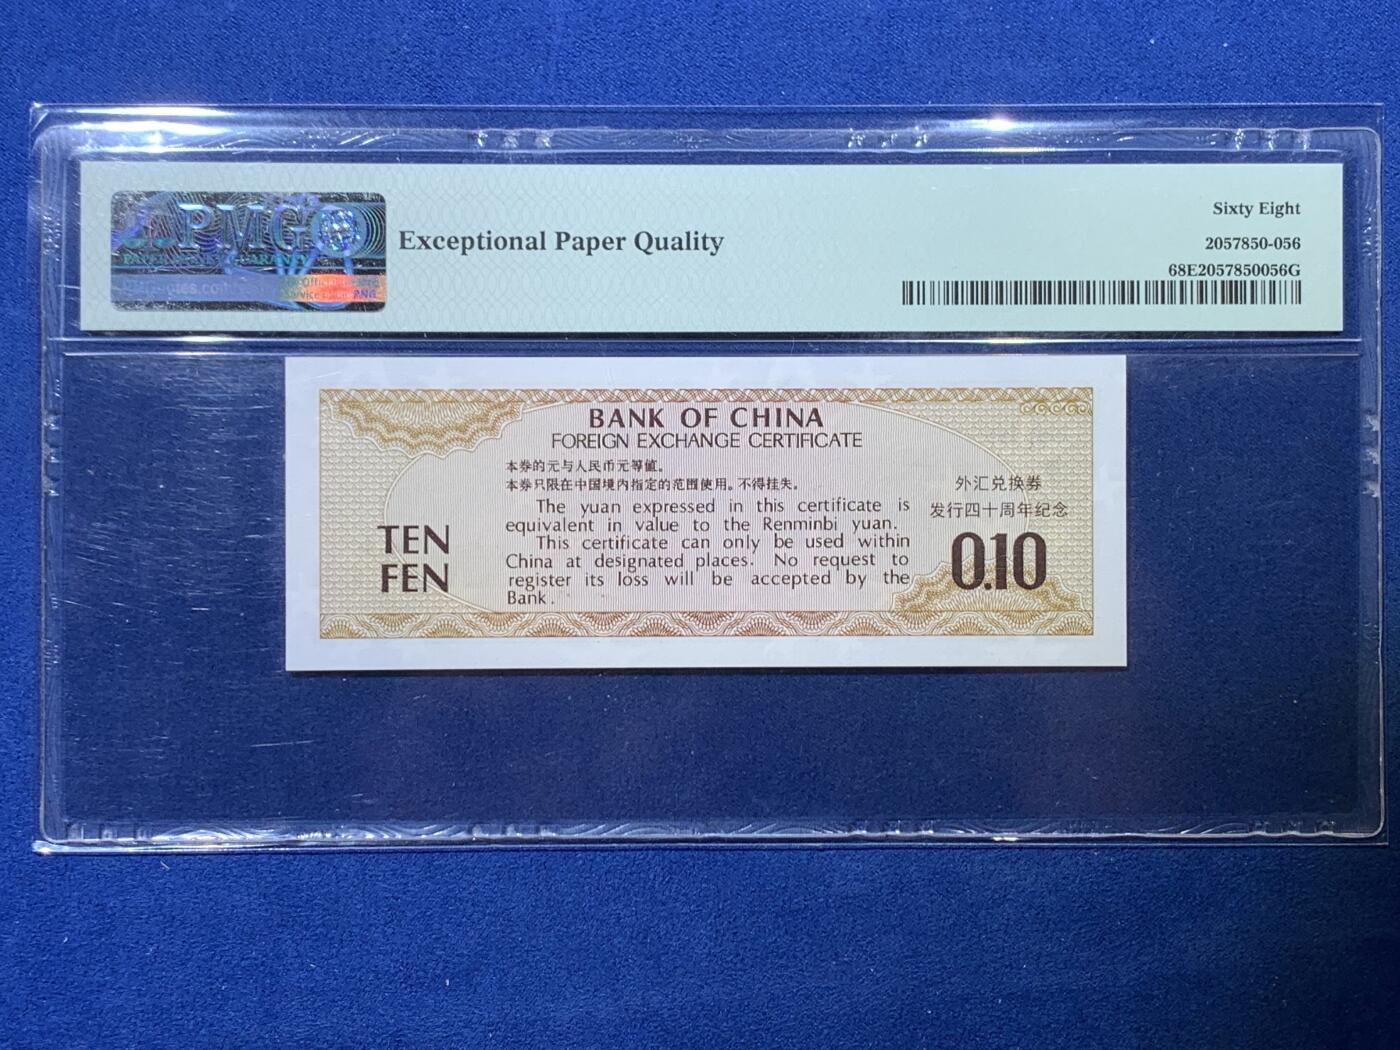 PMG
Exceptional Paper Quality
Sixty Eight
2057850-056
68E2057850056G
BANK OF CHINA
FOREIGN EXCHANGE CERTIFICATE
本券的元与人民币元等值。
本券只限在中国境内指定的范围使用。不得挂失。
The yuan expressed in this certificate is
equivalent in value to the Renminbi yuan.
This certificate can only be used within
China at designated places. No request to
register its loss will be accepted by the
Bank.
TEN
FEN
外汇兑换券
发行四十周年纪念
0.10